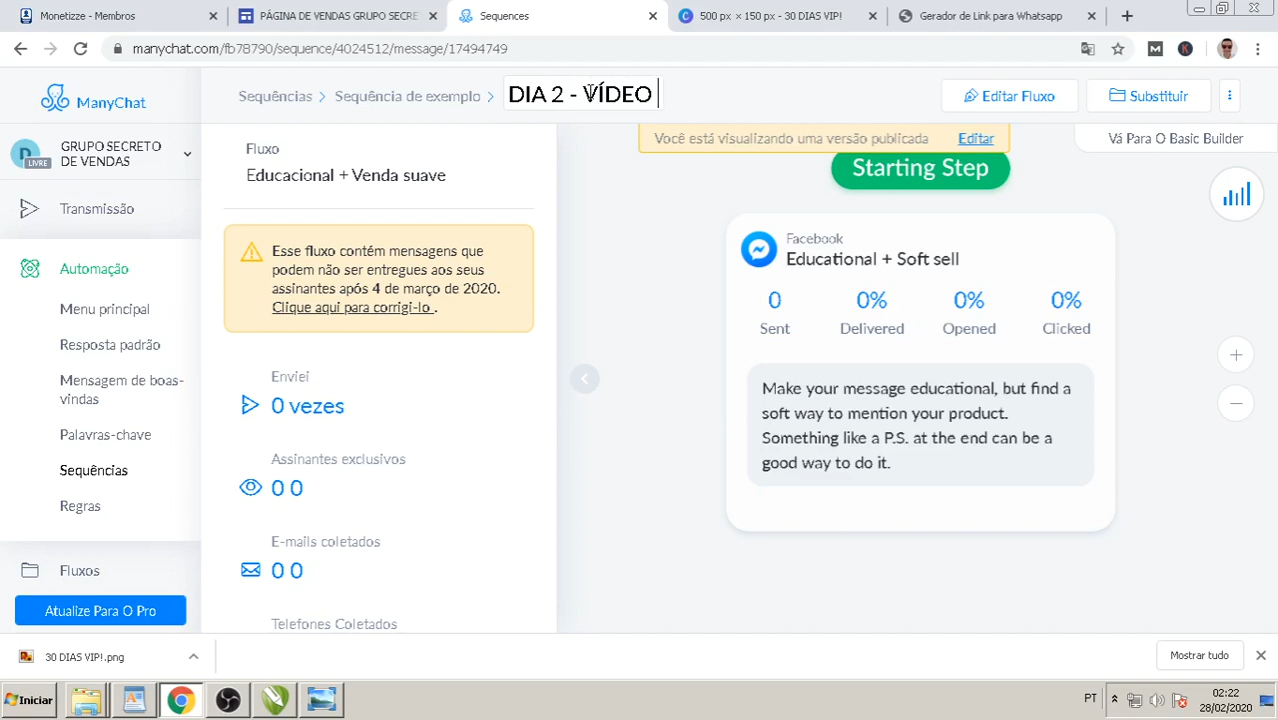 Monetizze - Membros
PÁGINA DE VENDAS GRUPO SECRE
Sequences
500 px × 150 px - 30 DIAS VIP!
Gerador de Link para Whatsapp
manychat.com/fb78790/sequence/4024512/message/17494749
ManyChat
Sequências > Sequência de exemplo > DIA 2 - VÍDEO
Editar Fluxo
Substituir
GRUPO SECRETO
DE VENDAS
LIVRE
Transmissão
Automação
Menu principal
Resposta padrão
Mensagem de boas-
vindas
Palavras-chave
Sequências
Regras
Fluxos
Atualize Para O Pro
Fluxo
Educacional + Venda suave
Esse fluxo contém mensagens que
podem não ser entregues aos seus
assinantes após 4 de março de 2020.
Clique aqui para corrigi-lo .
Enviei
0 vezes
Assinantes exclusivos
0 0
E-mails coletados
0 0
Telefones Coletados
Você está visualizando uma versão publicada Editar
Vá Para O Basic Builder
Starting Step
Facebook
Educational + Soft sell
0 0% 0% 0%
Sent Delivered Opened Clicked
Make your message educational, but find a
soft way to mention your product.
Something like a P.S. at the end can be a
good way to do it.
30 DIAS VIP!.png
Mostrar tudo
Iniciar
PT
02:22
28/02/2020